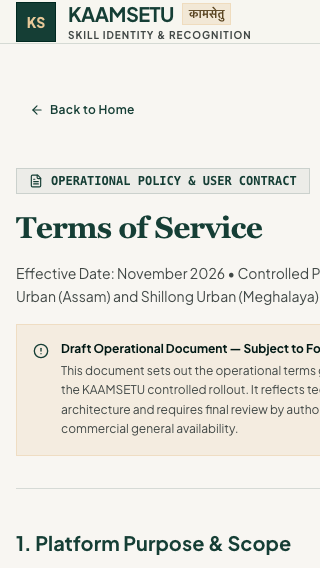 KS
KAAMSETU कामसेतु
SKILL IDENTITY & RECOGNITION
← Back to Home
OPERATIONAL POLICY & USER CONTRACT
Terms of Service
Effective Date: November 2026 • Controlled P
Urban (Assam) and Shillong Urban (Meghalaya)
Draft Operational Document — Subject to Fo
This document sets out the operational terms
the KAAMSETU controlled rollout. It reflects te
architecture and requires final review by autho
commercial general availability.
1. Platform Purpose & Scope